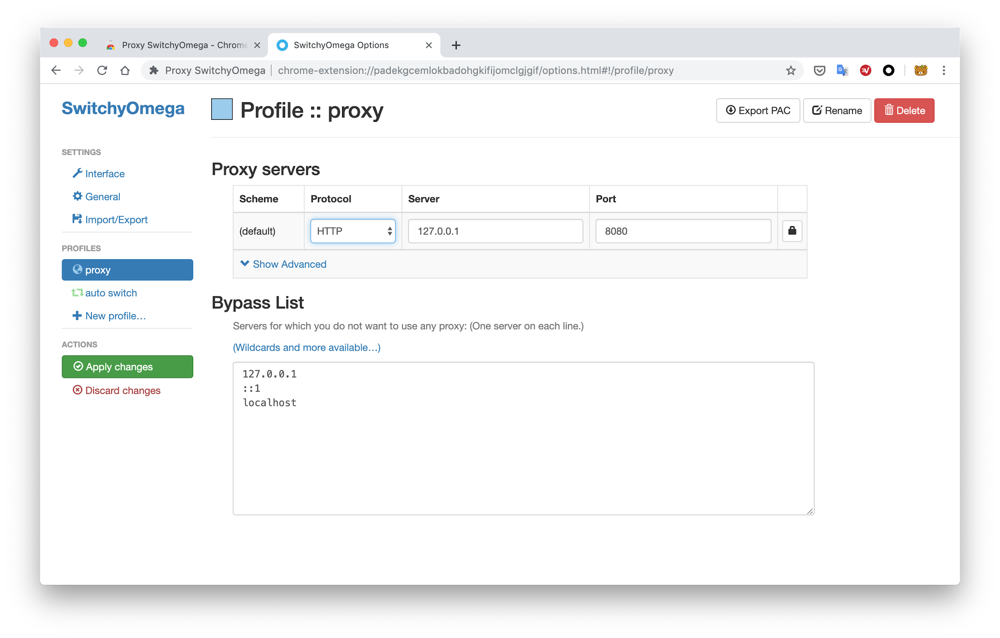 Proxy SwitchyOmega - Chrome
SwitchyOmega Options
Proxy SwitchyOmega
chrome-extension://padekgcemlokbadohgkifijomclgjgif/options.html#!/profile/proxy
SwitchyOmega
Profile :: proxy
Export PAC
Rename
Delete
SETTINGS
Interface
General
Import/Export
PROFILES
proxy
auto switch
New profile…
ACTIONS
Apply changes
Discard changes
Proxy servers
Scheme Protocol Server Port
(default) HTTP 127.0.0.1 8080
Show Advanced
Bypass List
Servers for which you do not want to use any proxy: (One server on each line.)
(Wildcards and more available…)
127.0.0.1
::1
localhost